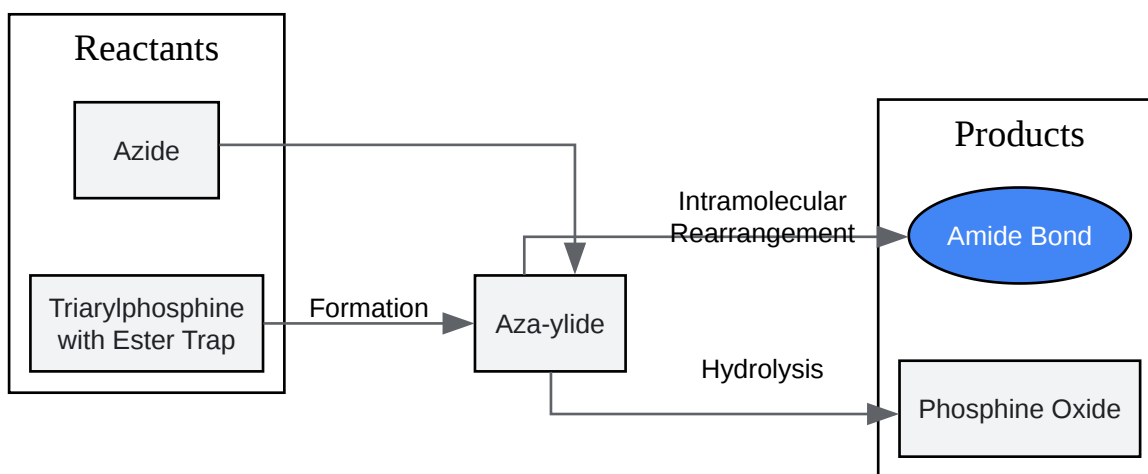 Reactants
Azide
Triarylphosphine
with Ester Trap
Formation
Aza-ylide
Intramolecular
Rearrangement
Hydrolysis
Products
Amide Bond
Phosphine Oxide